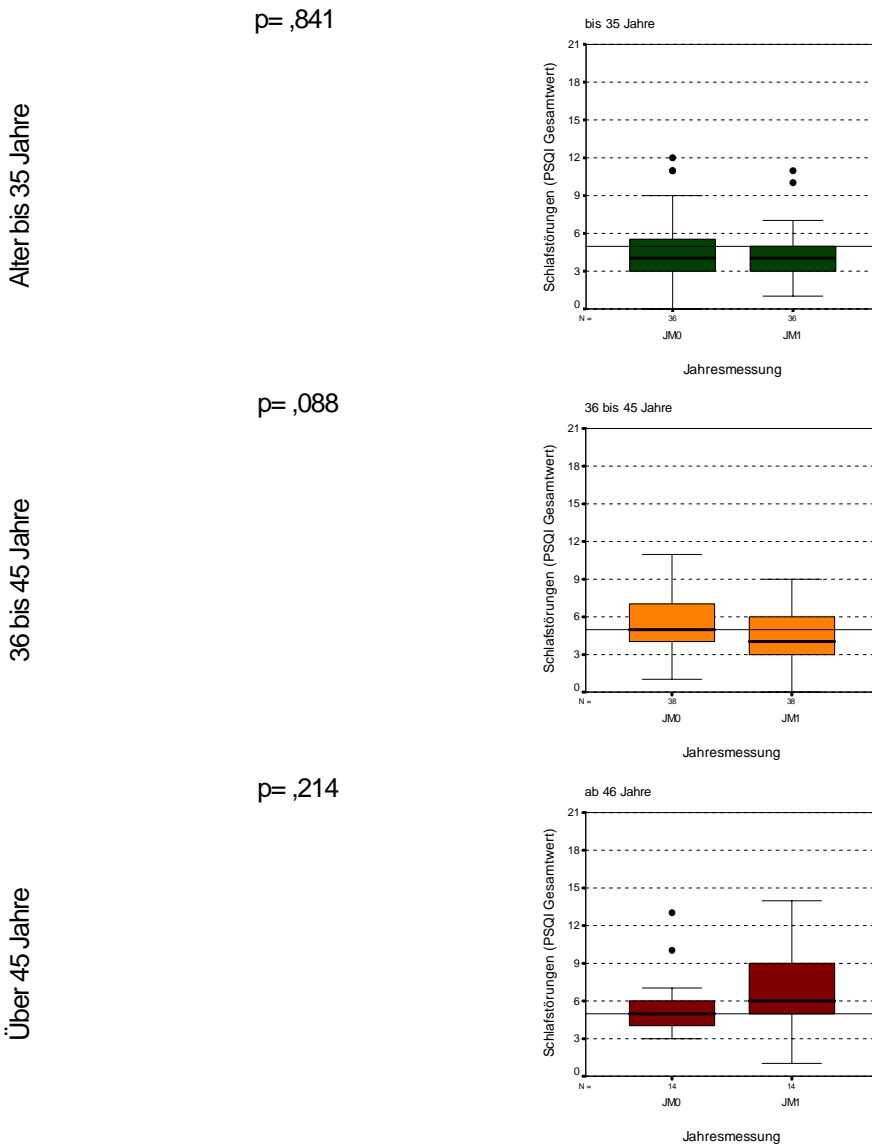 p= ,841
Alter bis 35 Jahre
bis 35 Jahre
Schlafstörungen (PSQI Gesamtwert)
21
18
15
12
9
6
3
0
N = 36 36
JM0 JM1
Jahresmessung
p= ,088
36 bis 45 Jahre
36 bis 45 Jahre
Schlafstörungen (PSQI Gesamtwert)
21
18
15
12
9
6
3
0
N = 38 38
JM0 JM1
Jahresmessung
p= ,214
Über 45 Jahre
ab 46 Jahre
Schlafstörungen (PSQI Gesamtwert)
21
18
15
12
9
6
3
0
N = 14 14
JM0 JM1
Jahresmessung